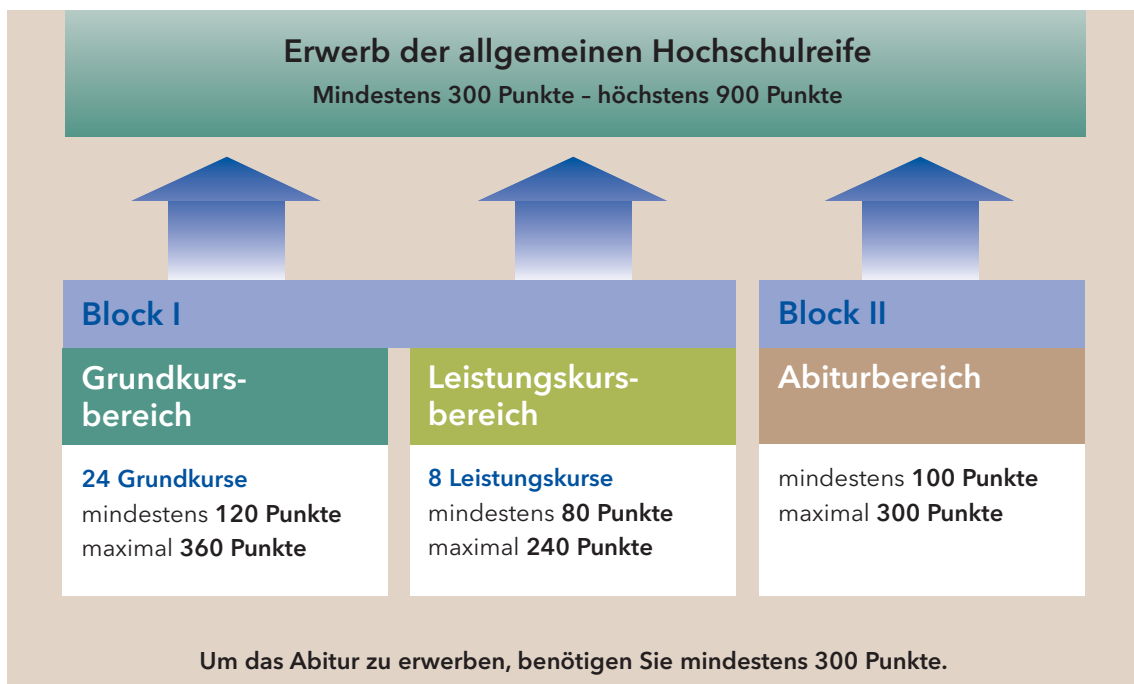 Erwerb der allgemeinen Hochschulreife
Mindestens 300 Punkte – höchstens 900 Punkte
Block I
Grundkurs-
bereich
24 Grundkurse
mindestens 120 Punkte
maximal 360 Punkte
Leistungskurs-
bereich
8 Leistungskurse
mindestens 80 Punkte
maximal 240 Punkte
Block II
Abiturbereich
mindestens 100 Punkte
maximal 300 Punkte
Um das Abitur zu erwerben, benötigen Sie mindestens 300 Punkte.